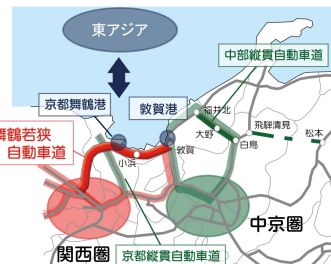 東アジア
中部縦貫自動車道
京都舞鶴港
敦賀港
福井北
大野
飛騨清見
松本
白鳥
舞鶴若狭
自動車道
小浜
敦賀
中京圏
関西圏
京都縦貫自動車道